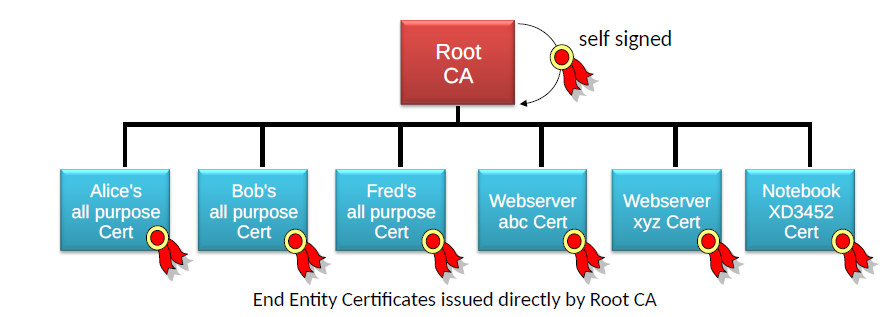 Root
CA
self signed
Alice's
all purpose
Cert
Bob's
all purpose
Cert
Fred's
all purpose
Cert
Webserver
abc Cert
Webserver
xyz Cert
Notebook
XD3452
Cert
End Entity Certificates issued directly by Root CA